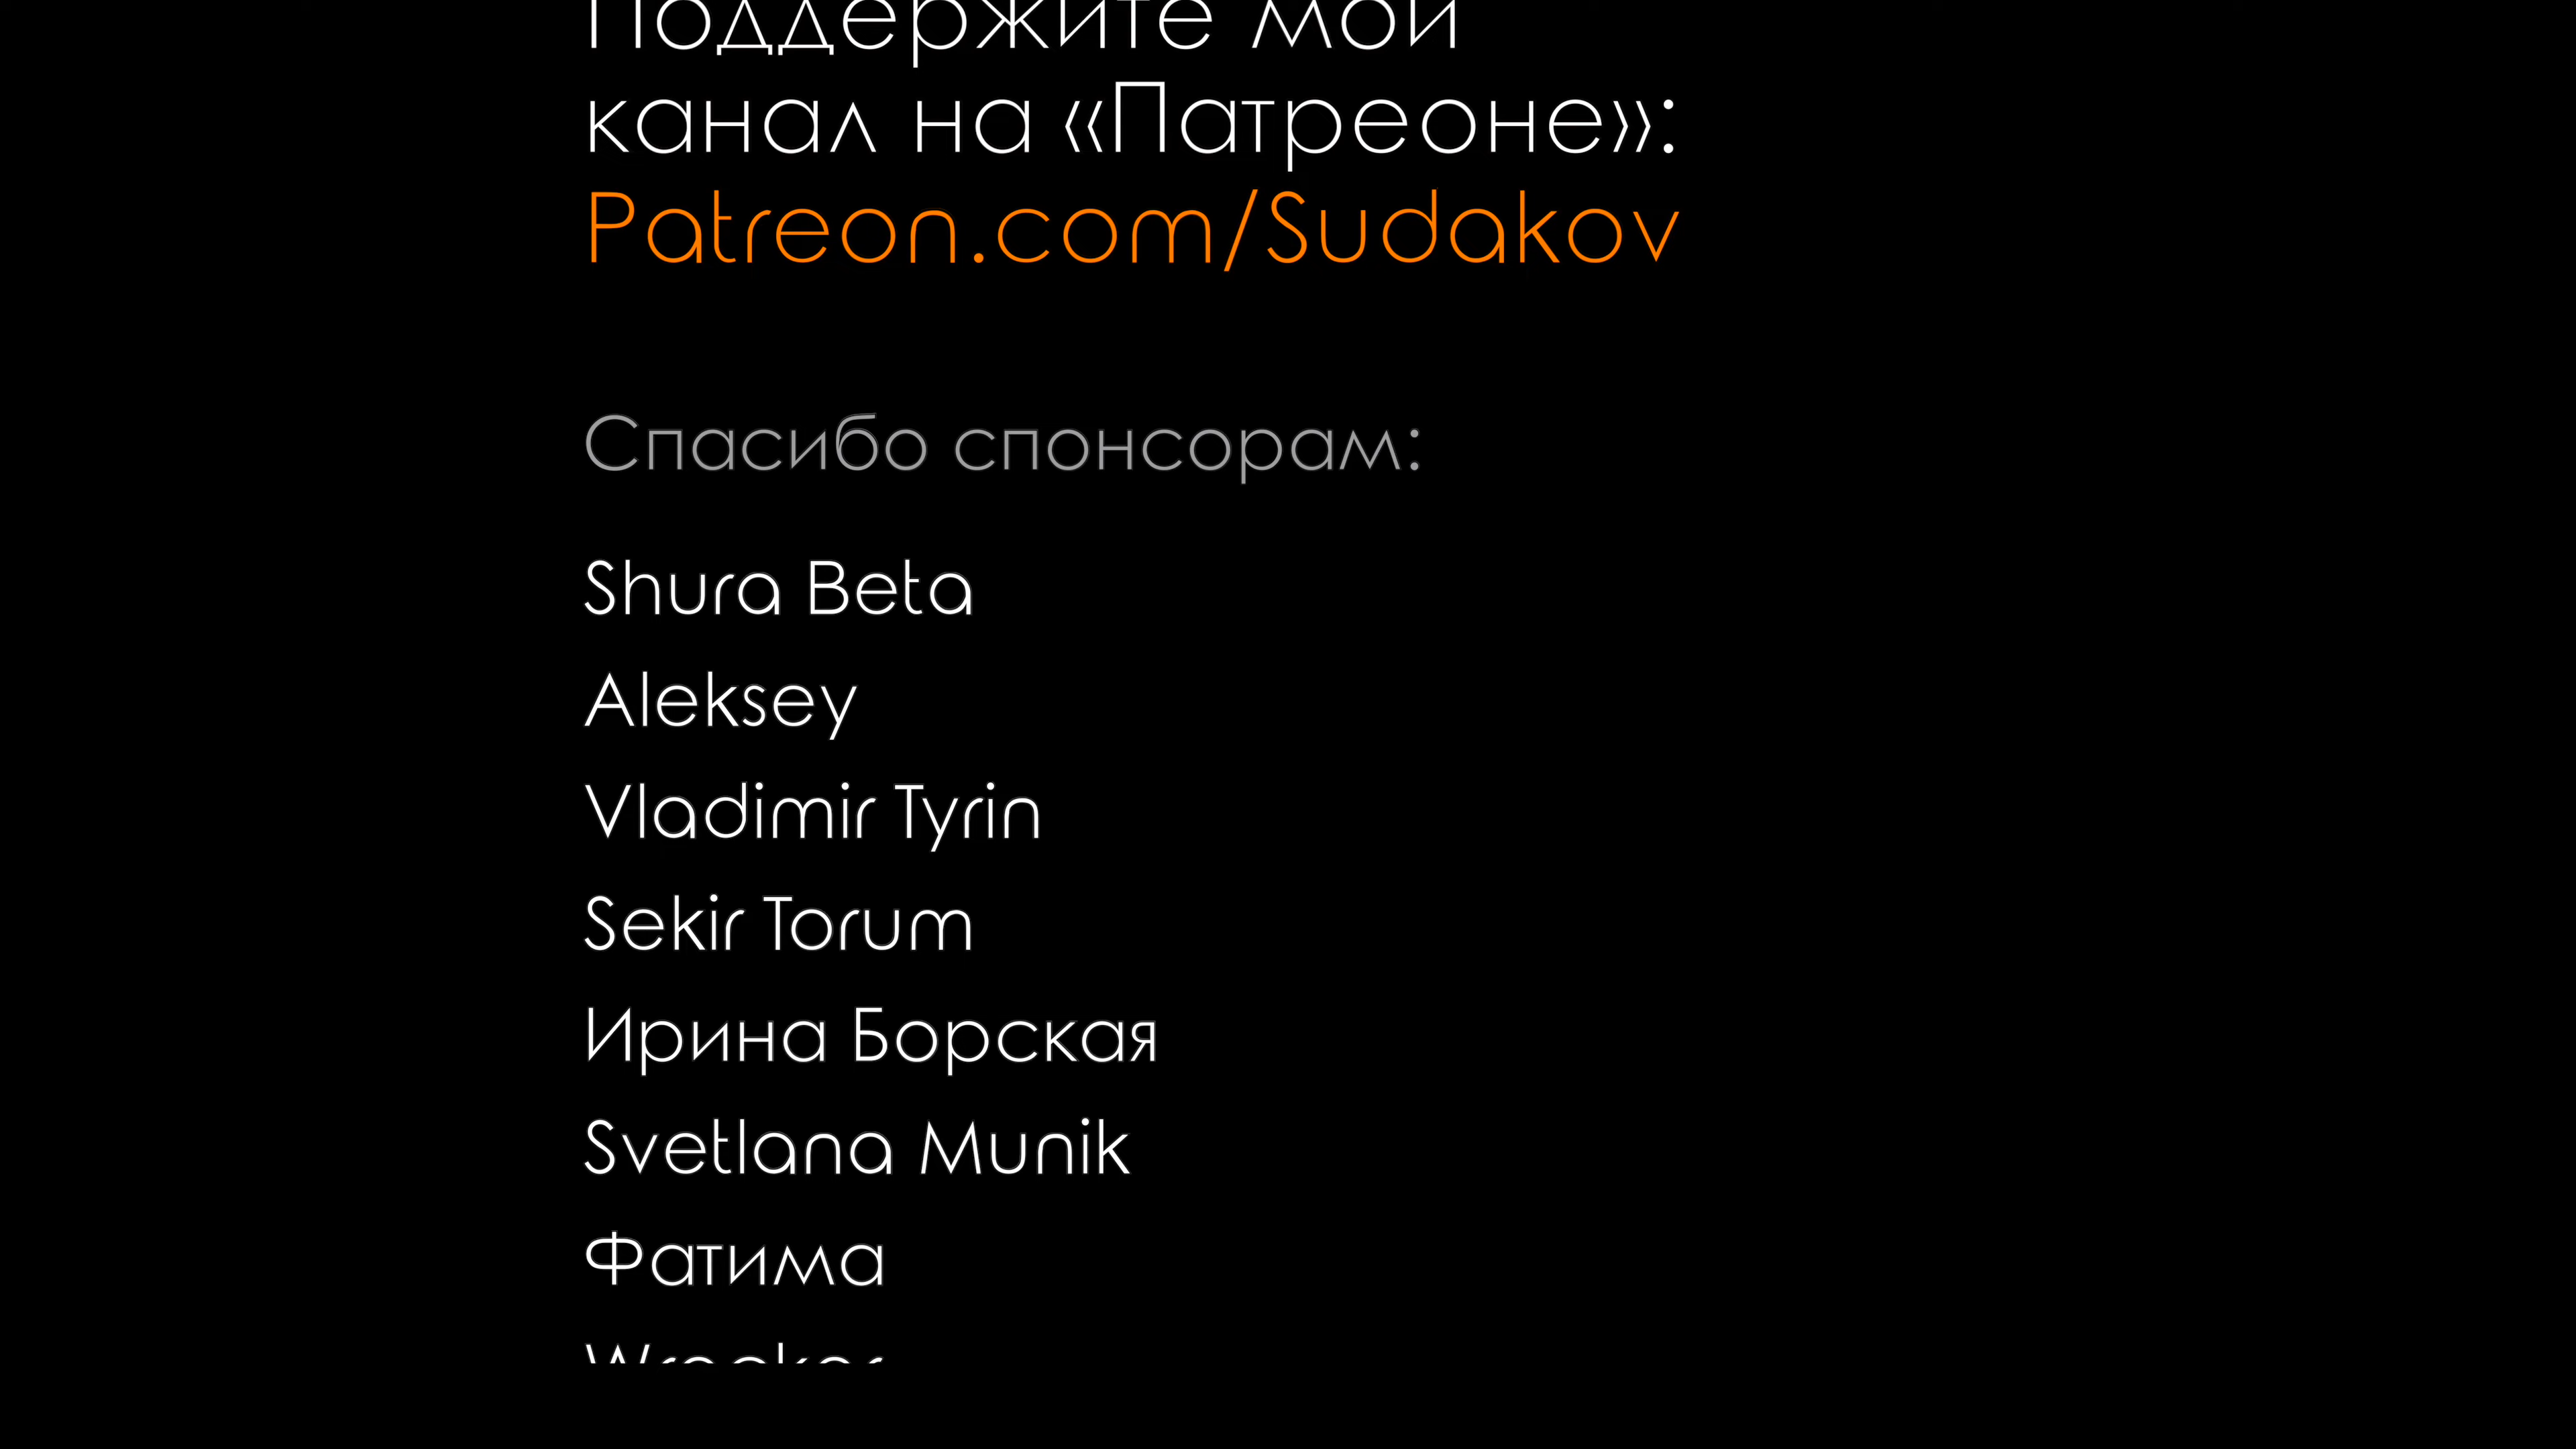 Поддержите мой
канал на «Патреоне»:
Patreon.com/Sudakov
Спасибо спонсорам:
Shura Beta
Aleksey
Vladimir Tyrin
Sekir Torum
Ирина Борская
Svetlana Munik
Фатима